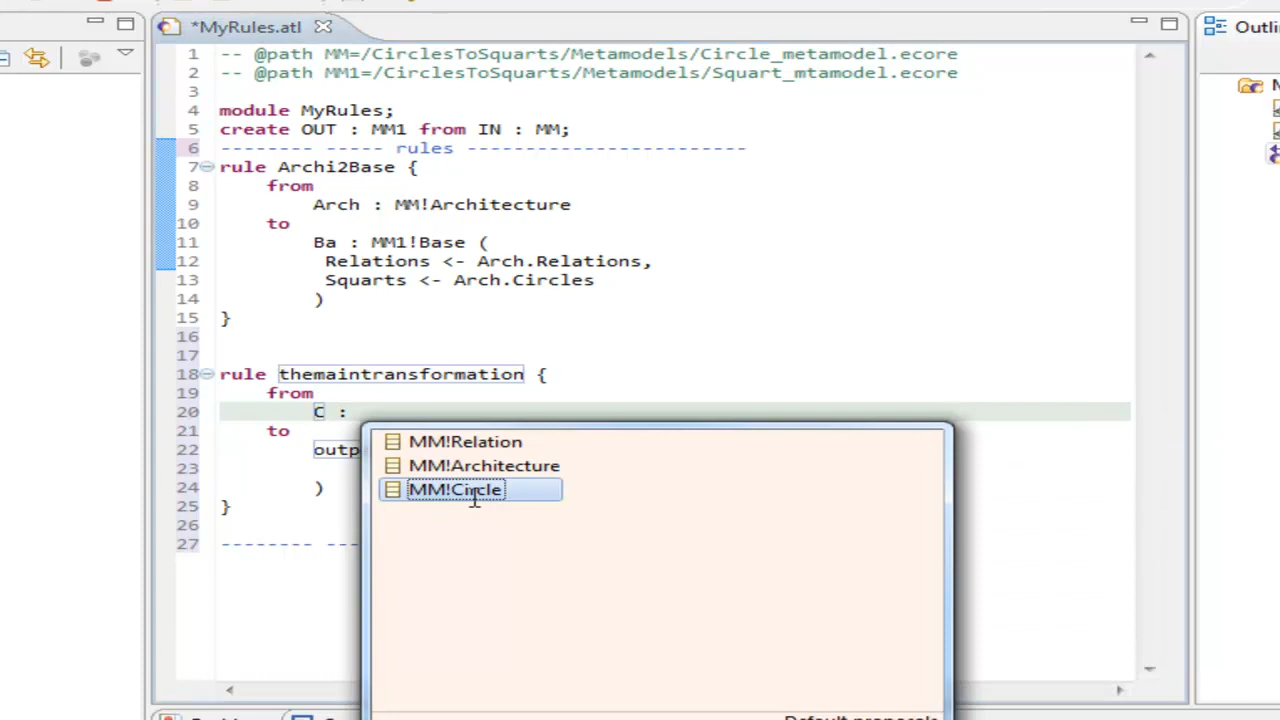 *MyRules.atl
Outli
1 -- @path MM=/CirclesToSquarts/Metamodels/Circle_metamodel.ecore
2 -- @path MM1=/CirclesToSquarts/Metamodels/Squart_mtamodel.ecore
3
4 module MyRules;
5 create OUT : MM1 from IN : MM;
6 -------- ----- rules ------------------------
7 rule Archi2Base {
8 from
9 Arch : MM!Architecture
10 to
11 Ba : MM1!Base (
12 Relations <- Arch.Relations,
13 Squarts <- Arch.Circles
14 )
15 }
16
17
18 rule themaintransformation {
19 from
20 C :
21 to
22 outp
23
24 )
25 }
26
27 -------- ---
MM!Relation
MM!Architecture
MM!Circle